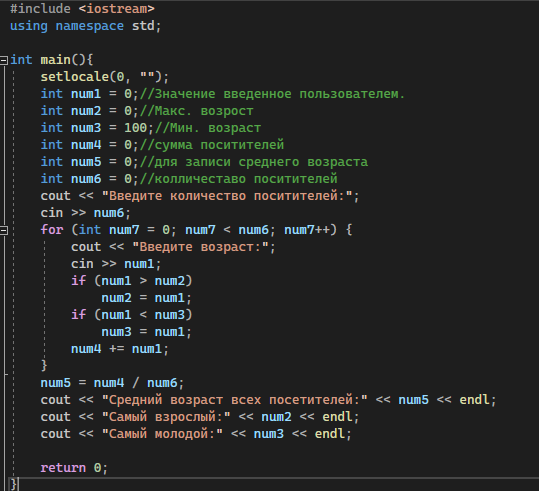 #include <iostream>
using namespace std;
int main(){
setlocale(0, "");
int num1 = 0;//Значение введенное пользователем.
int num2 = 0;//Макс. возрост
int num3 = 100;//Мин. возраст
int num4 = 0;//сумма поситителей
int num5 = 0;//для записи среднего возраста
int num6 = 0;//колличеставо поситителей
cout << "Введите количество поситителей:";
cin >> num6;
for (int num7 = 0; num7 < num6; num7++) {
cout << "Введите возраст:";
cin >> num1;
if (num1 > num2)
num2 = num1;
if (num1 < num3)
num3 = num1;
num4 += num1;
}
num5 = num4 / num6;
cout << "Средний возраст всех посетителей:" << num5 << endl;
cout << "Самый взрослый:" << num2 << endl;
cout << "Самый молодой:" << num3 << endl;
return 0;
}